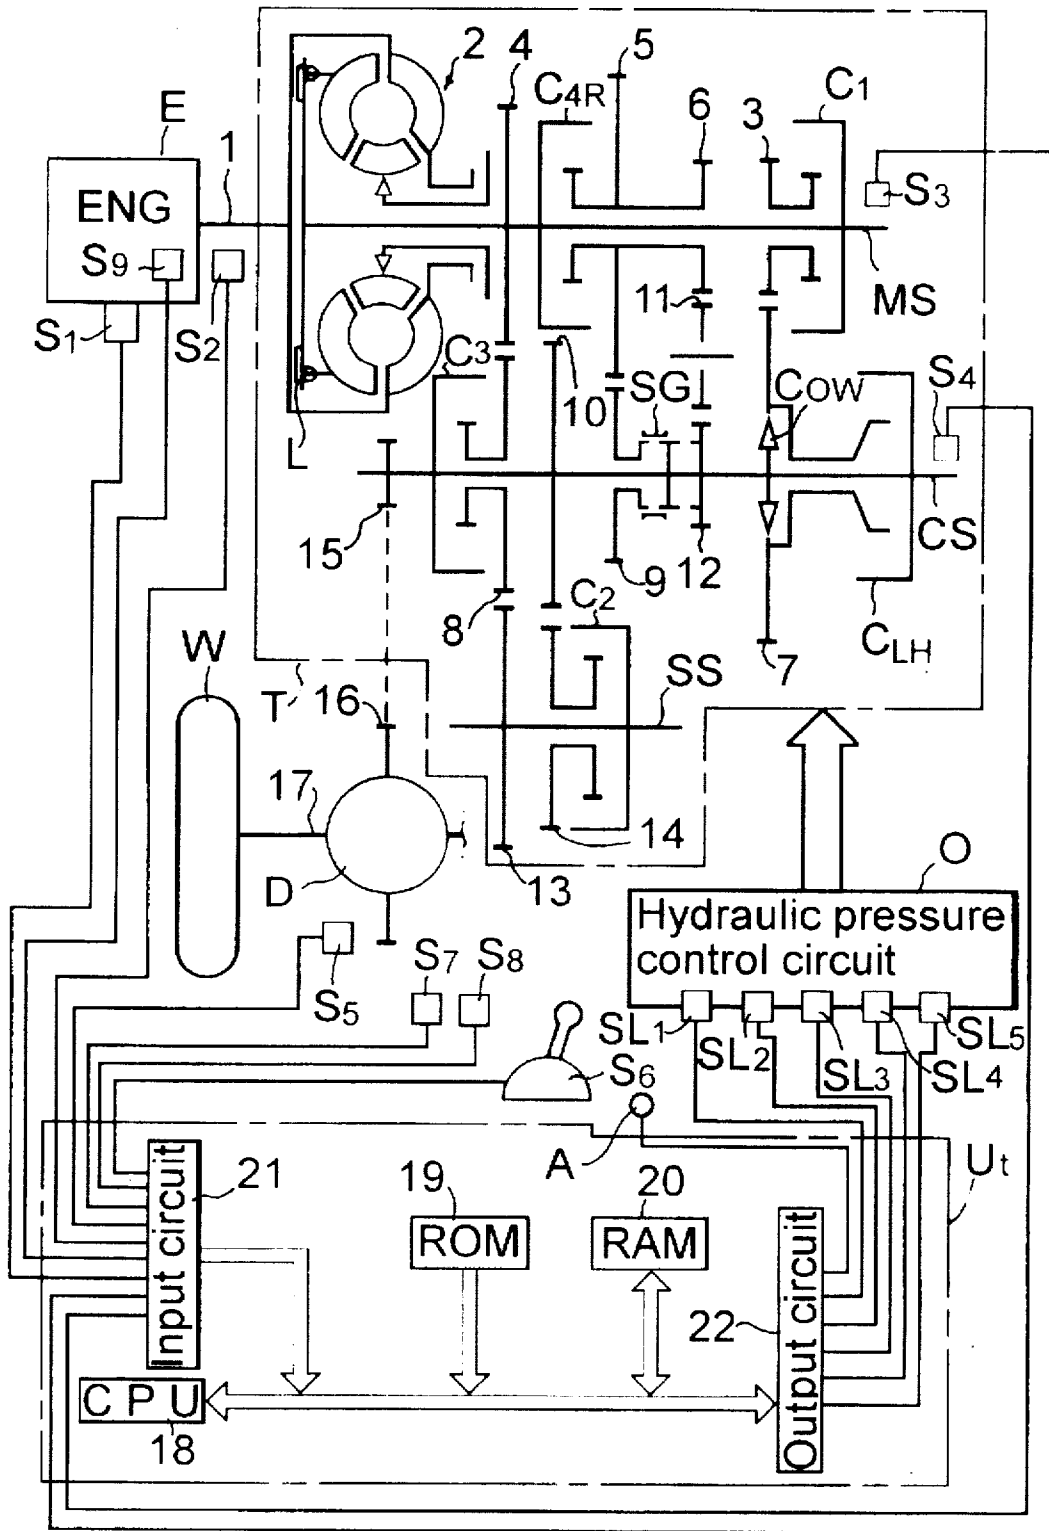 2
4
5
C4R
6
3
C1
E
1
S3
ENG
S9
S1
S2
11
MS
C3
10
SG
COW
S4
L
15
12
CS
9
8
C2
7
CLH
W
T
16
SS
17
14
D
13
O
Hydraulic pressure
control circuit
S7
S8
S5
SL1
SL2
SL3
SL4
SL5
S6
A
Ut
Input circuit
21
19
ROM
20
RAM
Output circuit
22
CPU
18